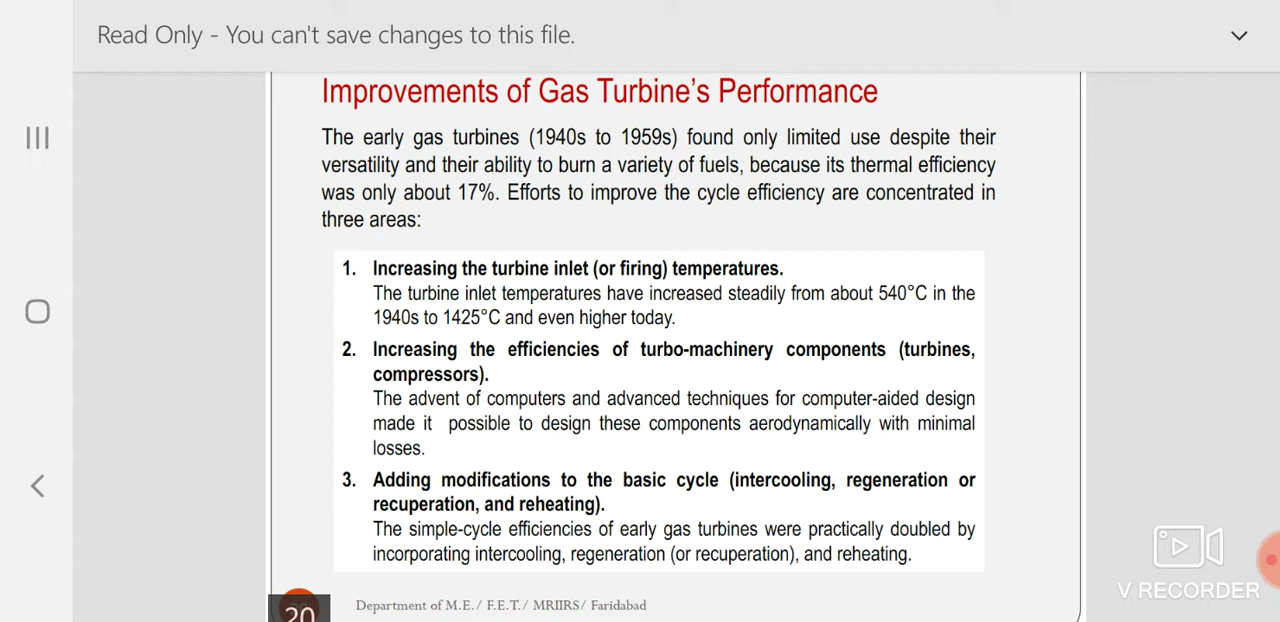 Read Only - You can't save changes to this file.
Improvements of Gas Turbine's Performance
The early gas turbines (1940s to 1959s) found only limited use despite their
versatility and their ability to burn a variety of fuels, because its thermal efficiency
was only about 17%. Efforts to improve the cycle efficiency are concentrated in
three areas:
1. Increasing the turbine inlet (or firing) temperatures.
The turbine inlet temperatures have increased steadily from about 540°C in the
1940s to 1425°C and even higher today.
2. Increasing the efficiencies of turbo-machinery components (turbines,
compressors).
The advent of computers and advanced techniques for computer-aided design
made it possible to design these components aerodynamically with minimal
losses.
3. Adding modifications to the basic cycle (intercooling, regeneration or
recuperation, and reheating).
The simple-cycle efficiencies of early gas turbines were practically doubled by
incorporating intercooling, regeneration (or recuperation), and reheating.
20
Department of M.E./ F.E.T./ MRIIRS/ Faridabad
V RECORDER